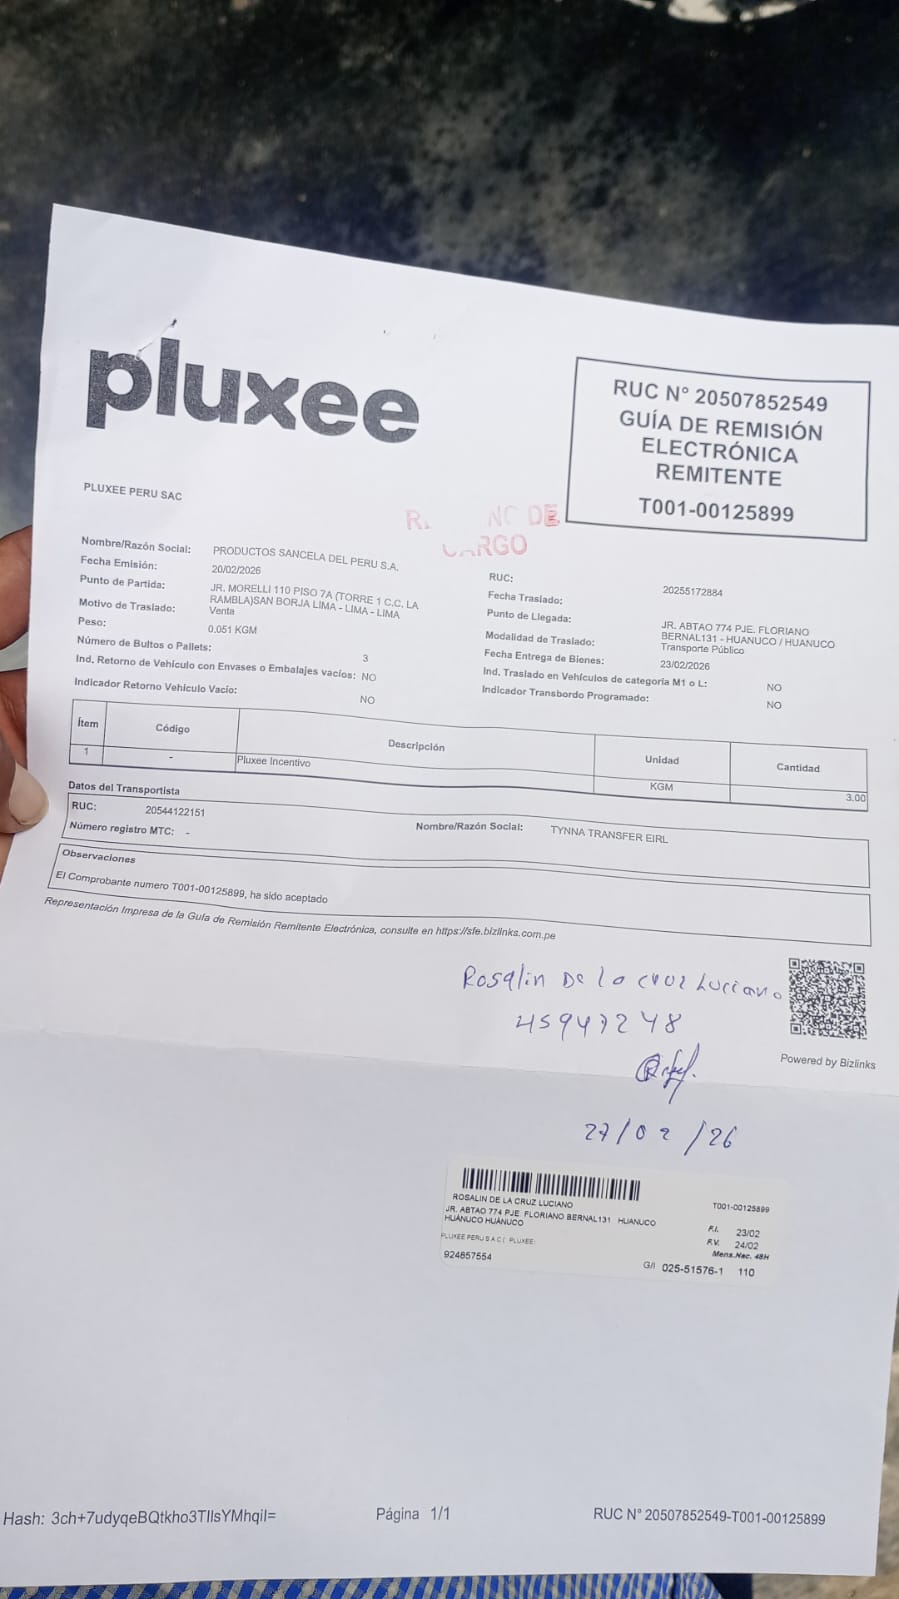 pluxee
RUC N° 20507852549
GUÍA DE REMISIÓN
ELECTRÓNICA
REMITENTE
T001-00125899
PLUXEE PERU SAC
NO DE
CARGO
Nombre/Razón Social: PRODUCTOS SANCELA DEL PERU S.A.
Fecha Emisión: 20/02/2026
Punto de Partida: JR. MORELLI 110 PISO 7A (TORRE 1 C.C. LA
RAMBLA)SAN BORJA LIMA - LIMA - LIMA
Motivo de Traslado: Venta
Peso: 0.051 KGM
Número de Bultos o Pallets: 3
Ind. Retorno de Vehículo con Envases o Embalajes vacíos: NO
Indicador Retorno Vehiculo Vacio: NO
RUC: 20255172884
Fecha Traslado:
Punto de Llegada: JR. ABTAO 774 PJE. FLORIANO
BERNAL131 - HUANUCO / HUANUCO
Modalidad de Traslado: Transporte Público
Fecha Entrega de Bienes: 23/02/2026
Ind. Traslado en Vehículos de categoría M1 o L: NO
Indicador Transbordo Programado: NO
Ítem Código Descripción Unidad Cantidad
1 - Pluxee Incentivo KGM 3.00
Datos del Transportista
RUC: 20544122151 Nombre/Razón Social: TYNNA TRANSFER EIRL
Número registro MTC: -
Observaciones
El Comprobante numero T001-00125899, ha sido aceptado
Representación Impresa de la Guía de Remisión Remitente Electrónica, consulte en https://sfe.bizlinks.com.pe
Rosalin De la cruz Luciano
45947248
27/02/26
Powered by Bizlinks
ROSALIN DE LA CRUZ LUCIANO T001-00125899
JR. ABTAO 774 PJE. FLORIANO BERNAL131 HUANUCO
HUÁNUCO HUÁNUCO
F.I. 23/02
F.V. 24/02
PLUXEE PERU S A C ( PLUXEE:
Mens.Nac. 48H
924857554 G/I 025-51576-1 110
Hash: 3ch+7udyqeBQtkho3TIlsYMhqiI= Página 1/1 RUC N° 20507852549-T001-00125899